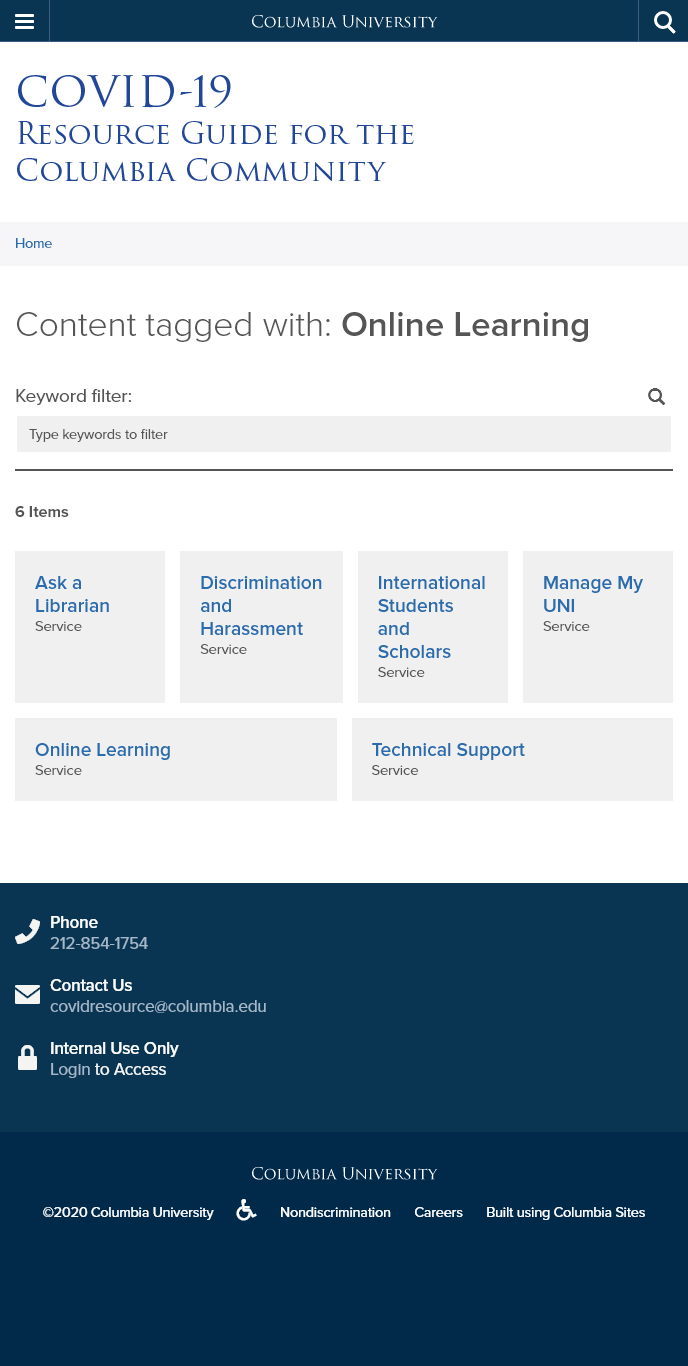 Columbia University
COVID-19
Resource Guide for the
Columbia Community
Home
Content tagged with: Online Learning
Keyword filter:
Type keywords to filter
6 Items
Ask a
Librarian
Service
Discrimination
and
Harassment
Service
International
Students
and
Scholars
Service
Manage My
UNI
Service
Online Learning
Service
Technical Support
Service
Phone
212-854-1754
Contact Us
covidresource@columbia.edu
Internal Use Only
Login to Access
Columbia University
©2020 Columbia University Nondiscrimination Careers Built using Columbia Sites